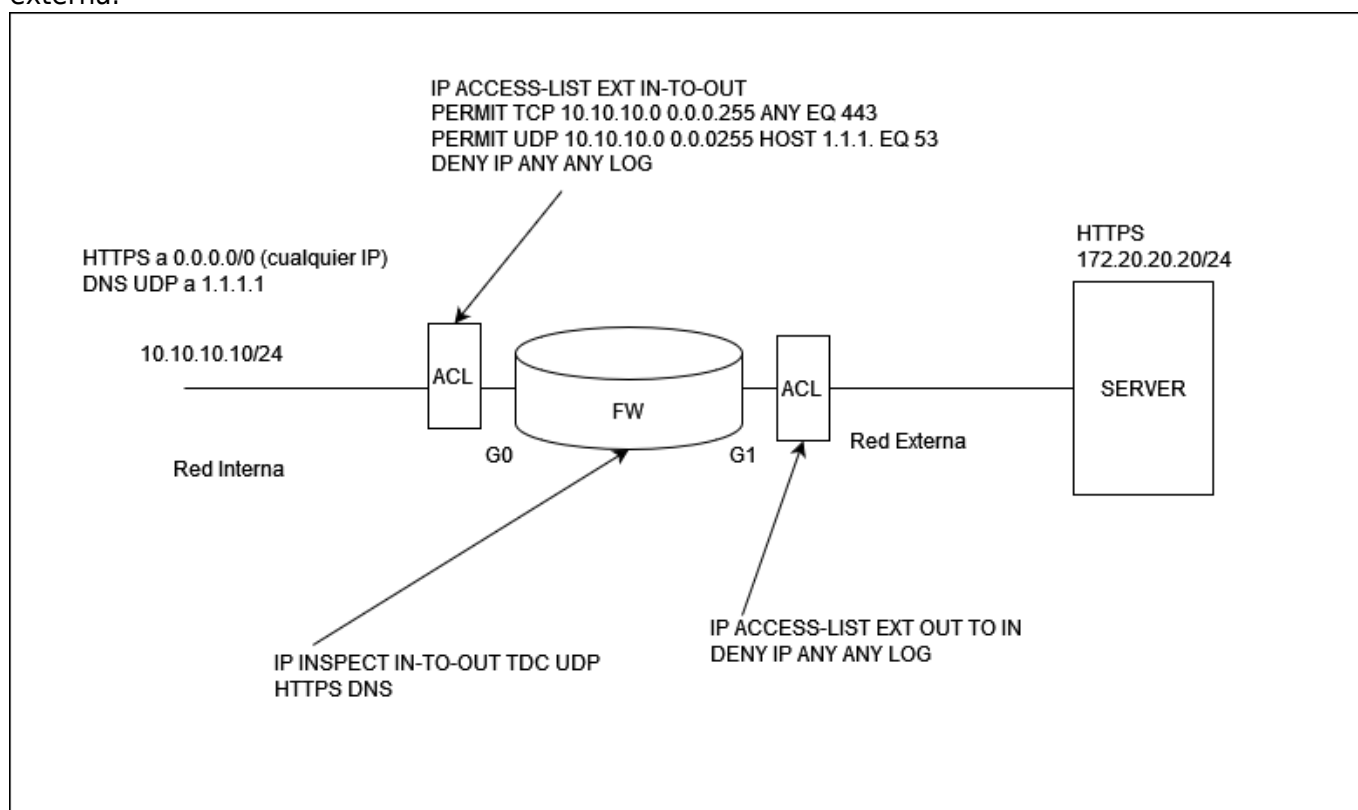 externa.
IP ACCESS-LIST EXT IN-TO-OUT
PERMIT TCP 10.10.10.0 0.0.0.255 ANY EQ 443
PERMIT UDP 10.10.10.0 0.0.0255 HOST 1.1.1. EQ 53
DENY IP ANY ANY LOG
HTTPS a 0.0.0.0/0 (cualquier IP)
DNS UDP a 1.1.1.1
HTTPS
172.20.20.20/24
10.10.10.10/24
ACL
FW
ACL
SERVER
G0
G1
Red Externa
Red Interna
IP ACCESS-LIST EXT OUT TO IN
DENY IP ANY ANY LOG
IP INSPECT IN-TO-OUT TDC UDP
HTTPS DNS